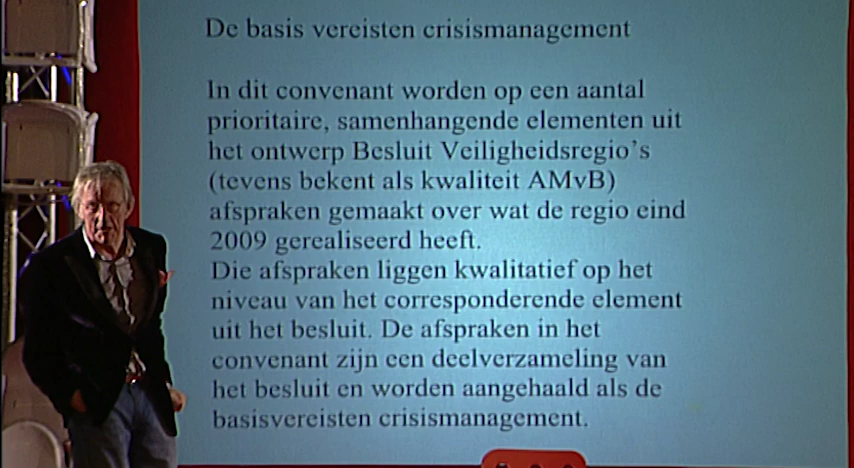 De basis vereisten crisismanagement
In dit convenant worden op een aantal
prioritaire, samenhangende elementen uit
het ontwerp Besluit Veiligheidsregio's
(tevens bekent als kwaliteit AMvB)
afspraken gemaakt over wat de regio eind
2009 gerealiseerd heeft.
Die afspraken liggen kwalitatief op het
niveau van het corresponderende element
uit het besluit. De afspraken in het
convenant zijn een deelverzameling van
het besluit en worden aangehaald als de
basisvereisten crisismanagement.